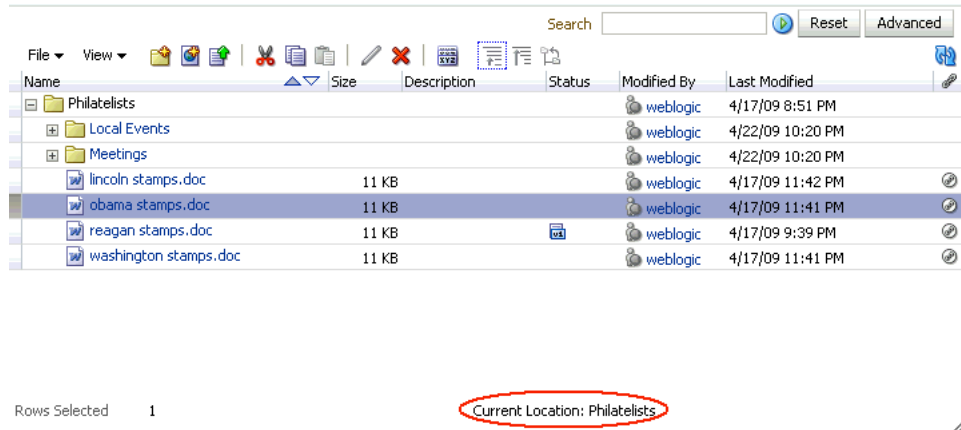 Search Reset Advanced
File View
Name Size Description Status Modified By Last Modified
Philatelists weblogic 4/17/09 8:51 PM
Local Events weblogic 4/22/09 10:20 PM
Meetings weblogic 4/22/09 10:20 PM
lincoln stamps.doc 11 KB weblogic 4/17/09 11:42 PM
obama stamps.doc 11 KB weblogic 4/17/09 11:41 PM
reagan stamps.doc 11 KB v1 weblogic 4/17/09 9:39 PM
washington stamps.doc 11 KB weblogic 4/17/09 11:41 PM
Rows Selected 1 Current Location: Philatelists